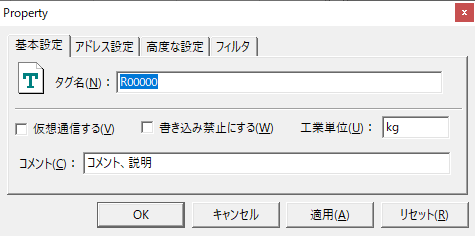 Property
x
基本設定 アドレス設定 高度な設定 フィルタ
T タグ名(N)： R00000
仮想通信する(V) 書き込み禁止にする(W) 工業単位(U)： kg
コメント(C)： コメント、説明
OK キャンセル 適用(A) リセット(R)